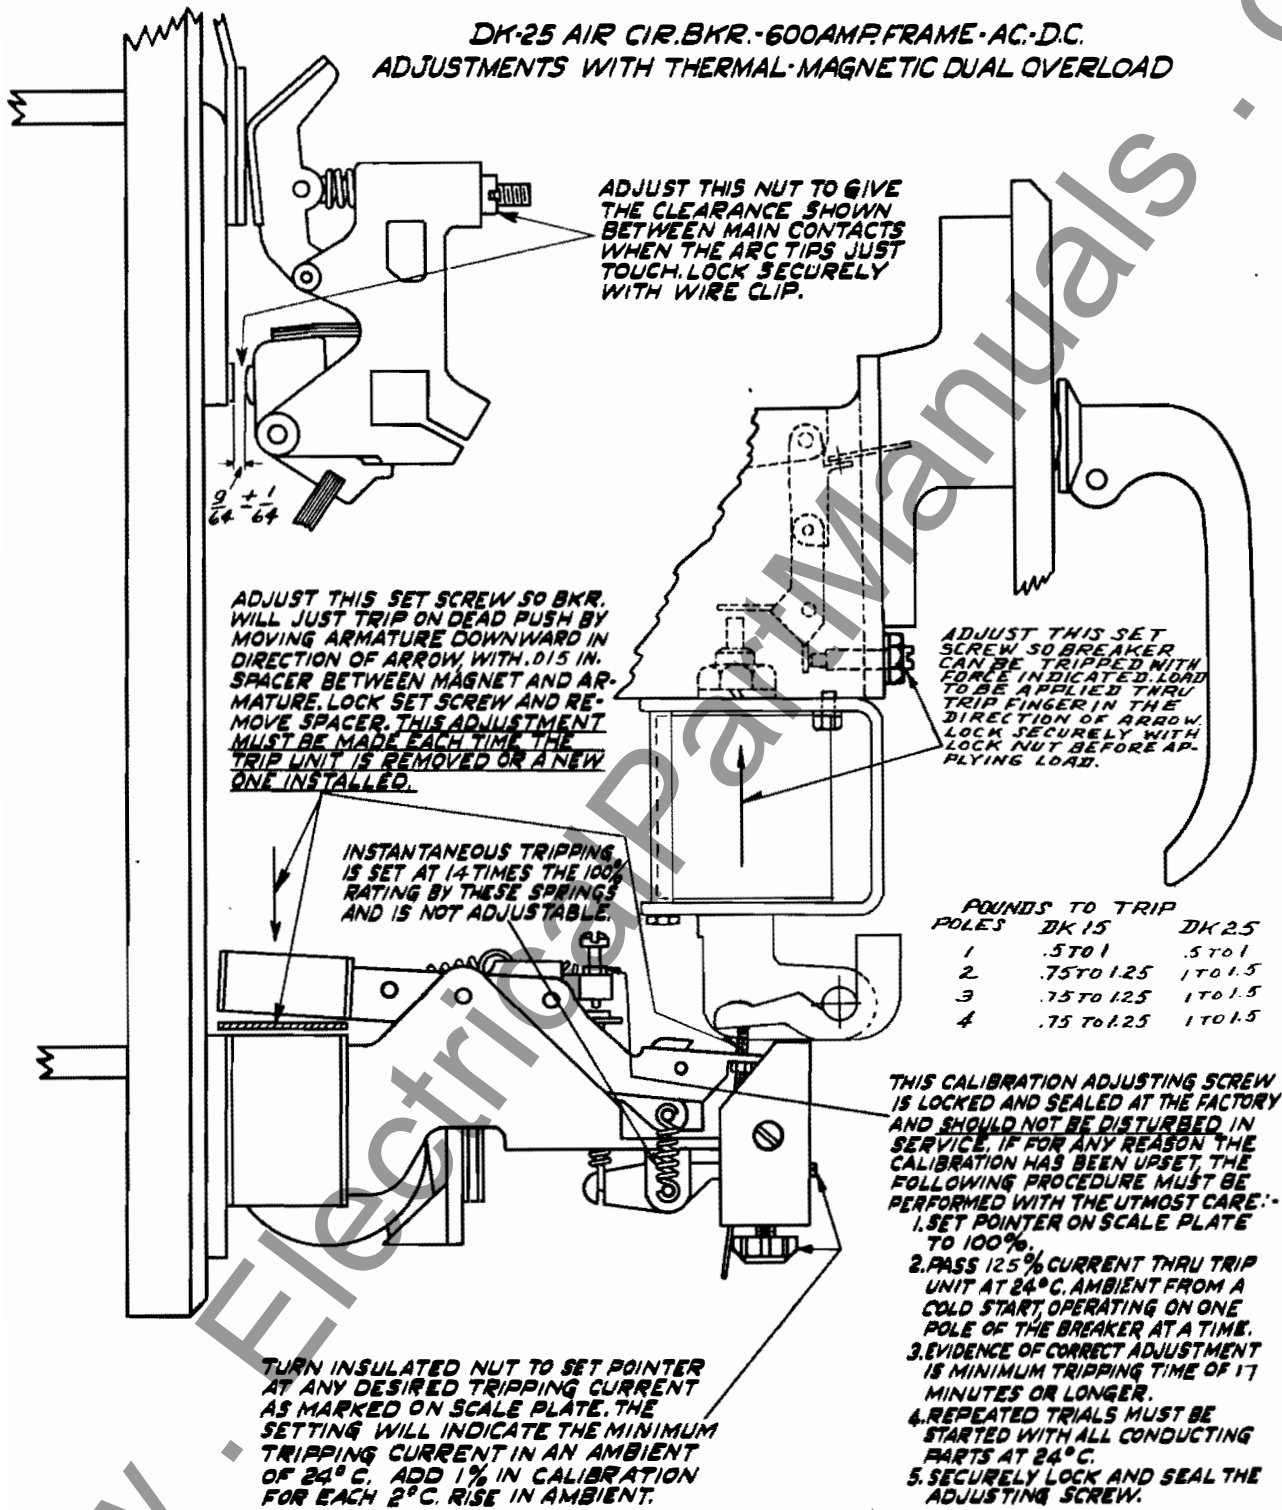 DK-25 AIR CIR.BKR.-600AMP.FRAME-AC.-D.C.
ADJUSTMENTS WITH THERMAL-MAGNETIC DUAL OVERLOAD
ADJUST THIS NUT TO GIVE
THE CLEARANCE SHOWN
BETWEEN MAIN CONTACTS
WHEN THE ARC TIPS JUST
TOUCH. LOCK SECURELY
WITH WIRE CLIP.
9/64 ± 1/64
ADJUST THIS SET SCREW SO BKR.
WILL JUST TRIP ON DEAD PUSH BY
MOVING ARMATURE DOWNWARD IN
DIRECTION OF ARROW, WITH .015 IN.
SPACER BETWEEN MAGNET AND AR-
MATURE. LOCK SET SCREW AND RE-
MOVE SPACER. THIS ADJUSTMENT
MUST BE MADE EACH TIME THE
TRIP UNIT IS REMOVED OR A NEW
ONE INSTALLED.
ADJUST THIS SET
SCREW SO BREAKER
CAN BE TRIPPED WITH
FORCE INDICATED. LOAD
TO BE APPLIED THRU
TRIP FINGER IN THE
DIRECTION OF ARROW.
LOCK SECURELY WITH
LOCK NUT BEFORE AP-
PLYING LOAD.
INSTANTANEOUS TRIPPING
IS SET AT 14 TIMES THE 100%
RATING BY THESE SPRINGS
AND IS NOT ADJUSTABLE.
POUNDS TO TRIP
POLES DK 15 DK 25
1 .5 TO 1 .5 TO 1
2 .75 TO 1.25 1 TO 1.5
3 .75 TO 1.25 1 TO 1.5
4 .75 TO 1.25 1 TO 1.5
THIS CALIBRATION ADJUSTING SCREW
IS LOCKED AND SEALED AT THE FACTORY
AND SHOULD NOT BE DISTURBED IN
SERVICE. IF FOR ANY REASON THE
CALIBRATION HAS BEEN UPSET, THE
FOLLOWING PROCEDURE MUST BE
PERFORMED WITH THE UTMOST CARE:-
1. SET POINTER ON SCALE PLATE
TO 100%.
2. PASS 125% CURRENT THRU TRIP
UNIT AT 24°C. AMBIENT FROM A
COLD START, OPERATING ON ONE
POLE OF THE BREAKER AT A TIME.
3. EVIDENCE OF CORRECT ADJUSTMENT
IS MINIMUM TRIPPING TIME OF 17
MINUTES OR LONGER.
4. REPEATED TRIALS MUST BE
STARTED WITH ALL CONDUCTING
PARTS AT 24°C.
5. SECURELY LOCK AND SEAL THE
ADJUSTING SCREW.
TURN INSULATED NUT TO SET POINTER
AT ANY DESIRED TRIPPING CURRENT
AS MARKED ON SCALE PLATE. THE
SETTING WILL INDICATE THE MINIMUM
TRIPPING CURRENT IN AN AMBIENT
OF 24°C. ADD 1% IN CALIBRATION
FOR EACH 2°C. RISE IN AMBIENT.
. ElectricalPartManuals .